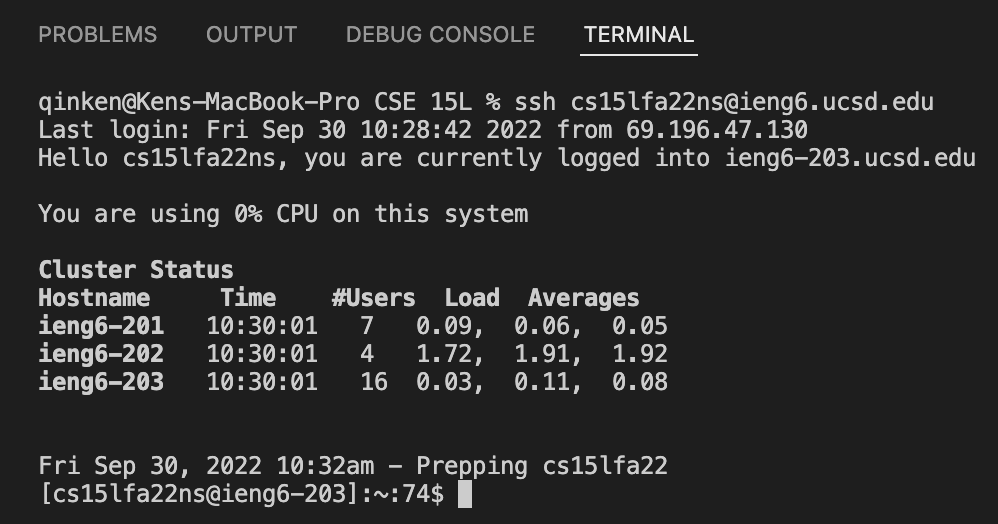 PROBLEMS OUTPUT DEBUG CONSOLE TERMINAL
qinken@Kens-MacBook-Pro CSE 15L % ssh cs15lfa22ns@ieng6.ucsd.edu
Last login: Fri Sep 30 10:28:42 2022 from 69.196.47.130
Hello cs15lfa22ns, you are currently logged into ieng6-203.ucsd.edu
You are using 0% CPU on this system
Cluster Status
Hostname Time #Users Load Averages
ieng6-201 10:30:01 7 0.09, 0.06, 0.05
ieng6-202 10:30:01 4 1.72, 1.91, 1.92
ieng6-203 10:30:01 16 0.03, 0.11, 0.08
Fri Sep 30, 2022 10:32am - Prepping cs15lfa22
[cs15lfa22ns@ieng6-203]:~:74$